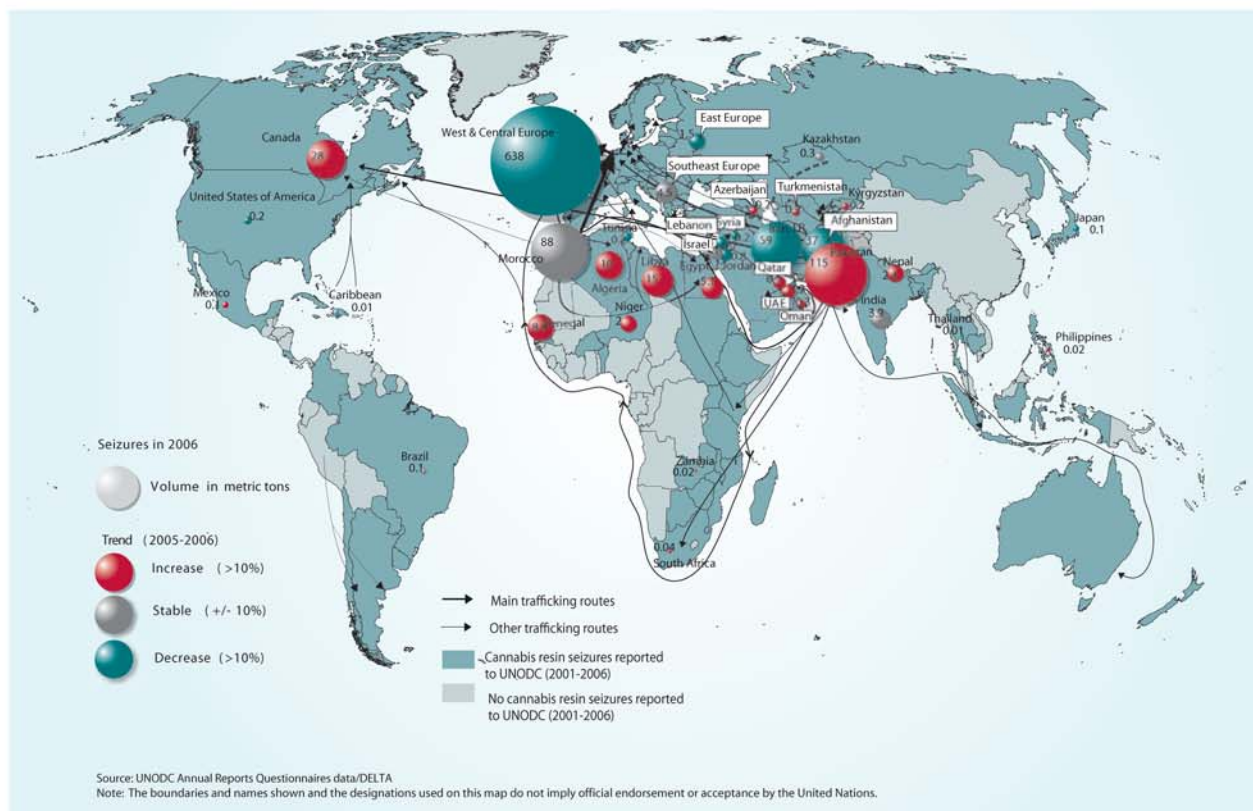 Canada
28
West & Central Europe
638
1.5
East Europe
Kazakhstan
0.3
Southeast Europe
4.5
United States of America
0.2
Azerbaijan
Turkmenistan
Kyrgyzstan
Afghanistan
Lebanon
Japan
0.1
Israel
59
37
88
Morocco
Tunisia
Libya
Egypt
Jordan
Qatar
115
Nepal
Algeria
UAE
Oman
India
3.9
Mexico
0.1
Caribbean
0.01
Niger
2
Thailand
0.01
Philippines
0.02
Brazil
0.1
Zambia
0.02
0.04
South Africa
Seizures in 2006
Volume in metric tons
Trend (2005-2006)
Increase (>10%)
Stable (+/- 10%)
Decrease (>10%)
Main trafficking routes
Other trafficking routes
Cannabis resin seizures reported
to UNODC (2001-2006)
No cannabis resin seizures reported
to UNODC (2001-2006)
Source: UNODC Annual Reports Questionnaires data/DELTA
Note: The boundaries and names shown and the designations used on this map do not imply official endorsement or acceptance by the United Nations.